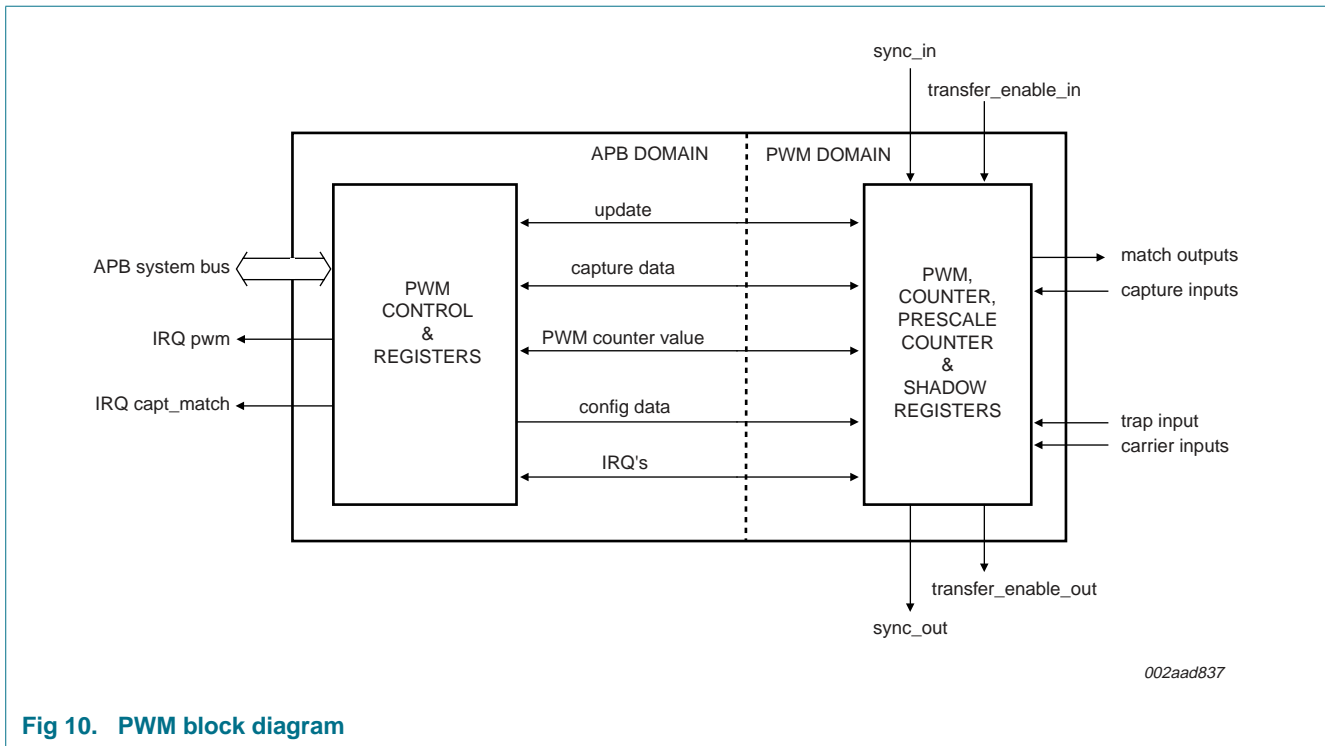 sync_in
transfer_enable_in
APB DOMAIN
PWM DOMAIN
update
capture data
PWM counter value
config data
IRQ's
APB system bus
IRQ pwm
IRQ capt_match
PWM
CONTROL
&
REGISTERS
PWM,
COUNTER,
PRESCALE
COUNTER
&
SHADOW
REGISTERS
match outputs
capture inputs
trap input
carrier inputs
transfer_enable_out
sync_out
002aad837
Fig 10. PWM block diagram